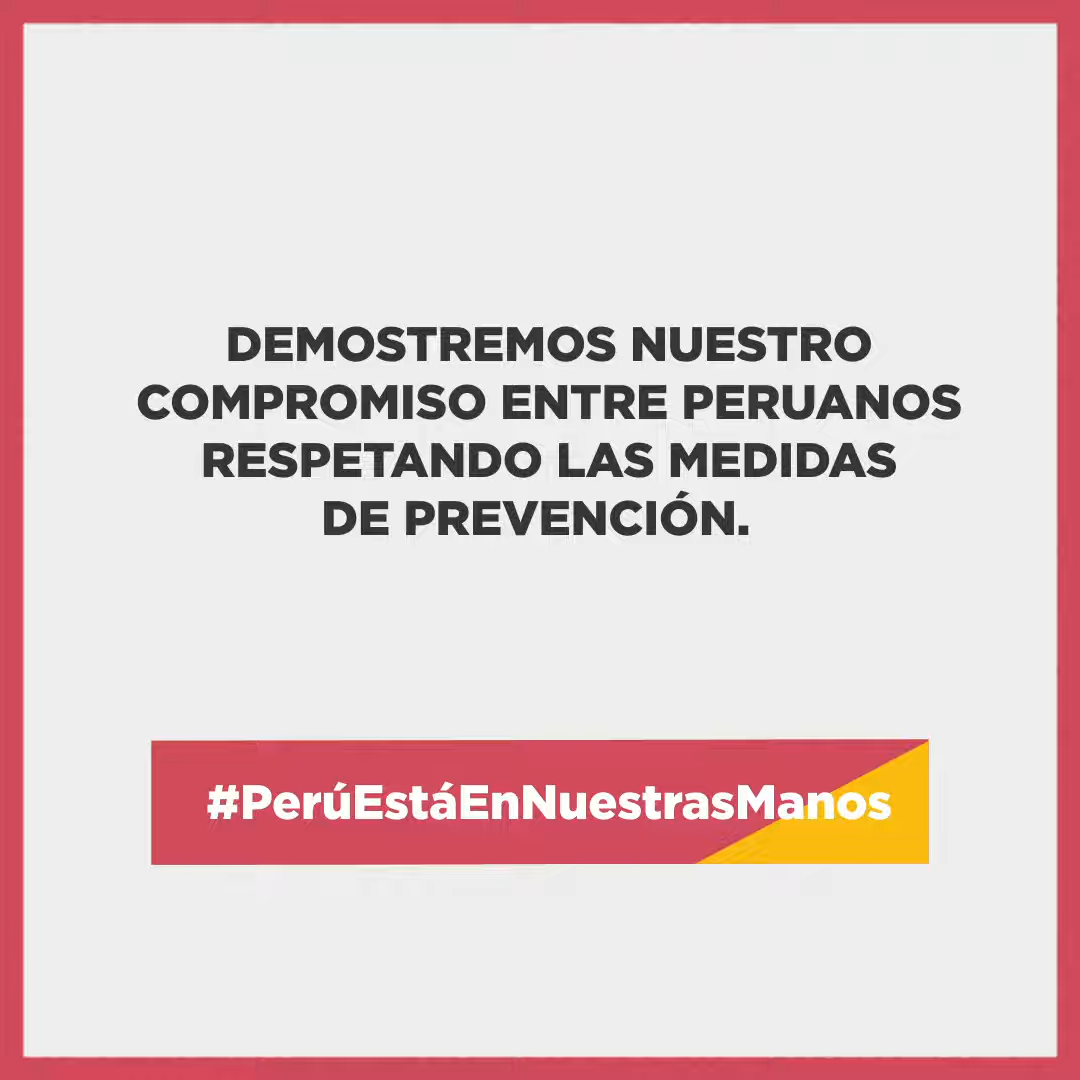 DEMOSTREMOS NUESTRO
COMPROMISO ENTRE PERUANOS
RESPETANDO LAS MEDIDAS
DE PREVENCIÓN.
#PerúEstáEnNuestrasManos